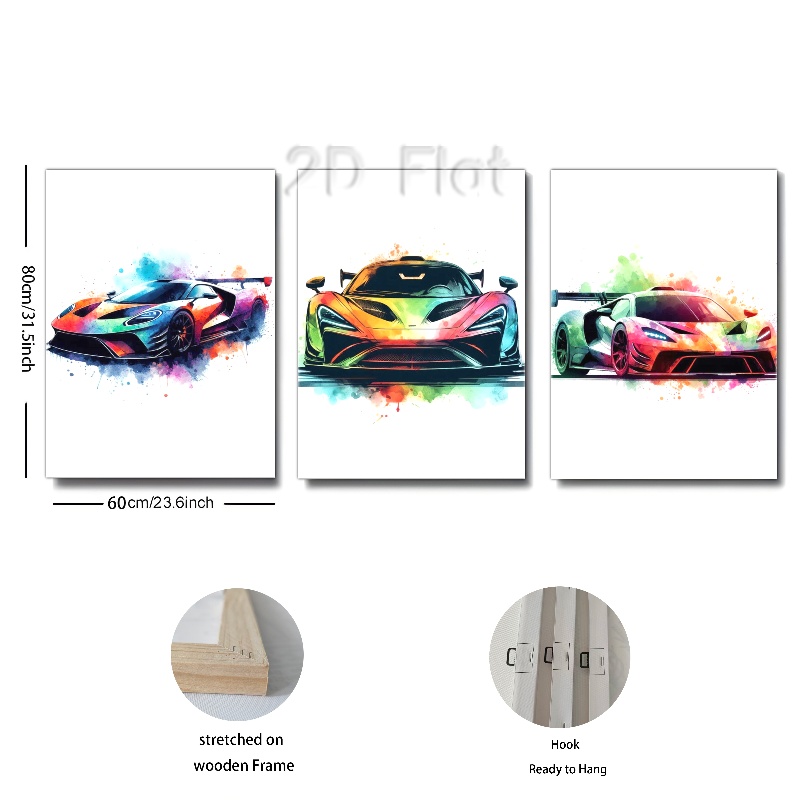 2D Flat
80cm/31.5inch
60cm/23.6inch
stretched on
wooden Frame
Hook
Ready to Hang